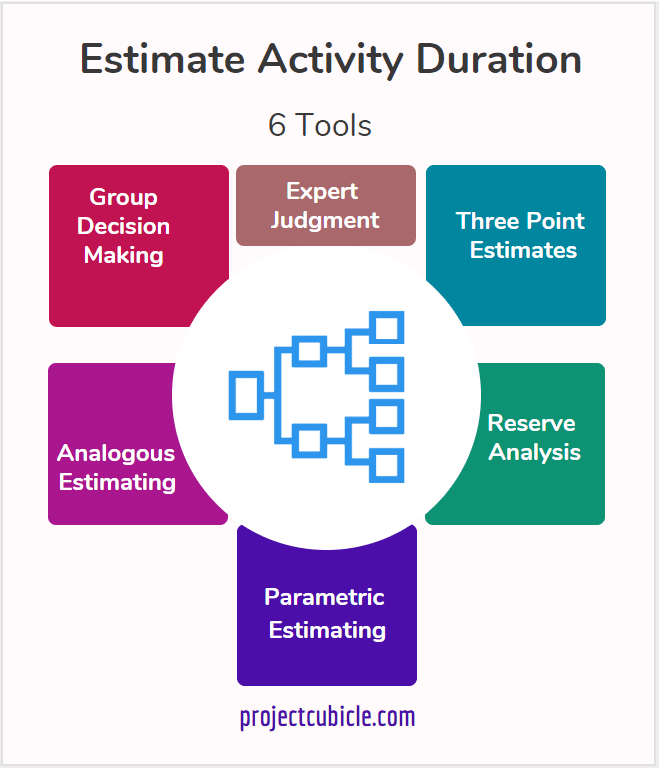 Estimate Activity Duration
6 Tools
Group
Decision
Making
Expert
Judgment
Three Point
Estimates
Analogous
Estimating
Reserve
Analysis
Parametric
Estimating
projectcubicle.com